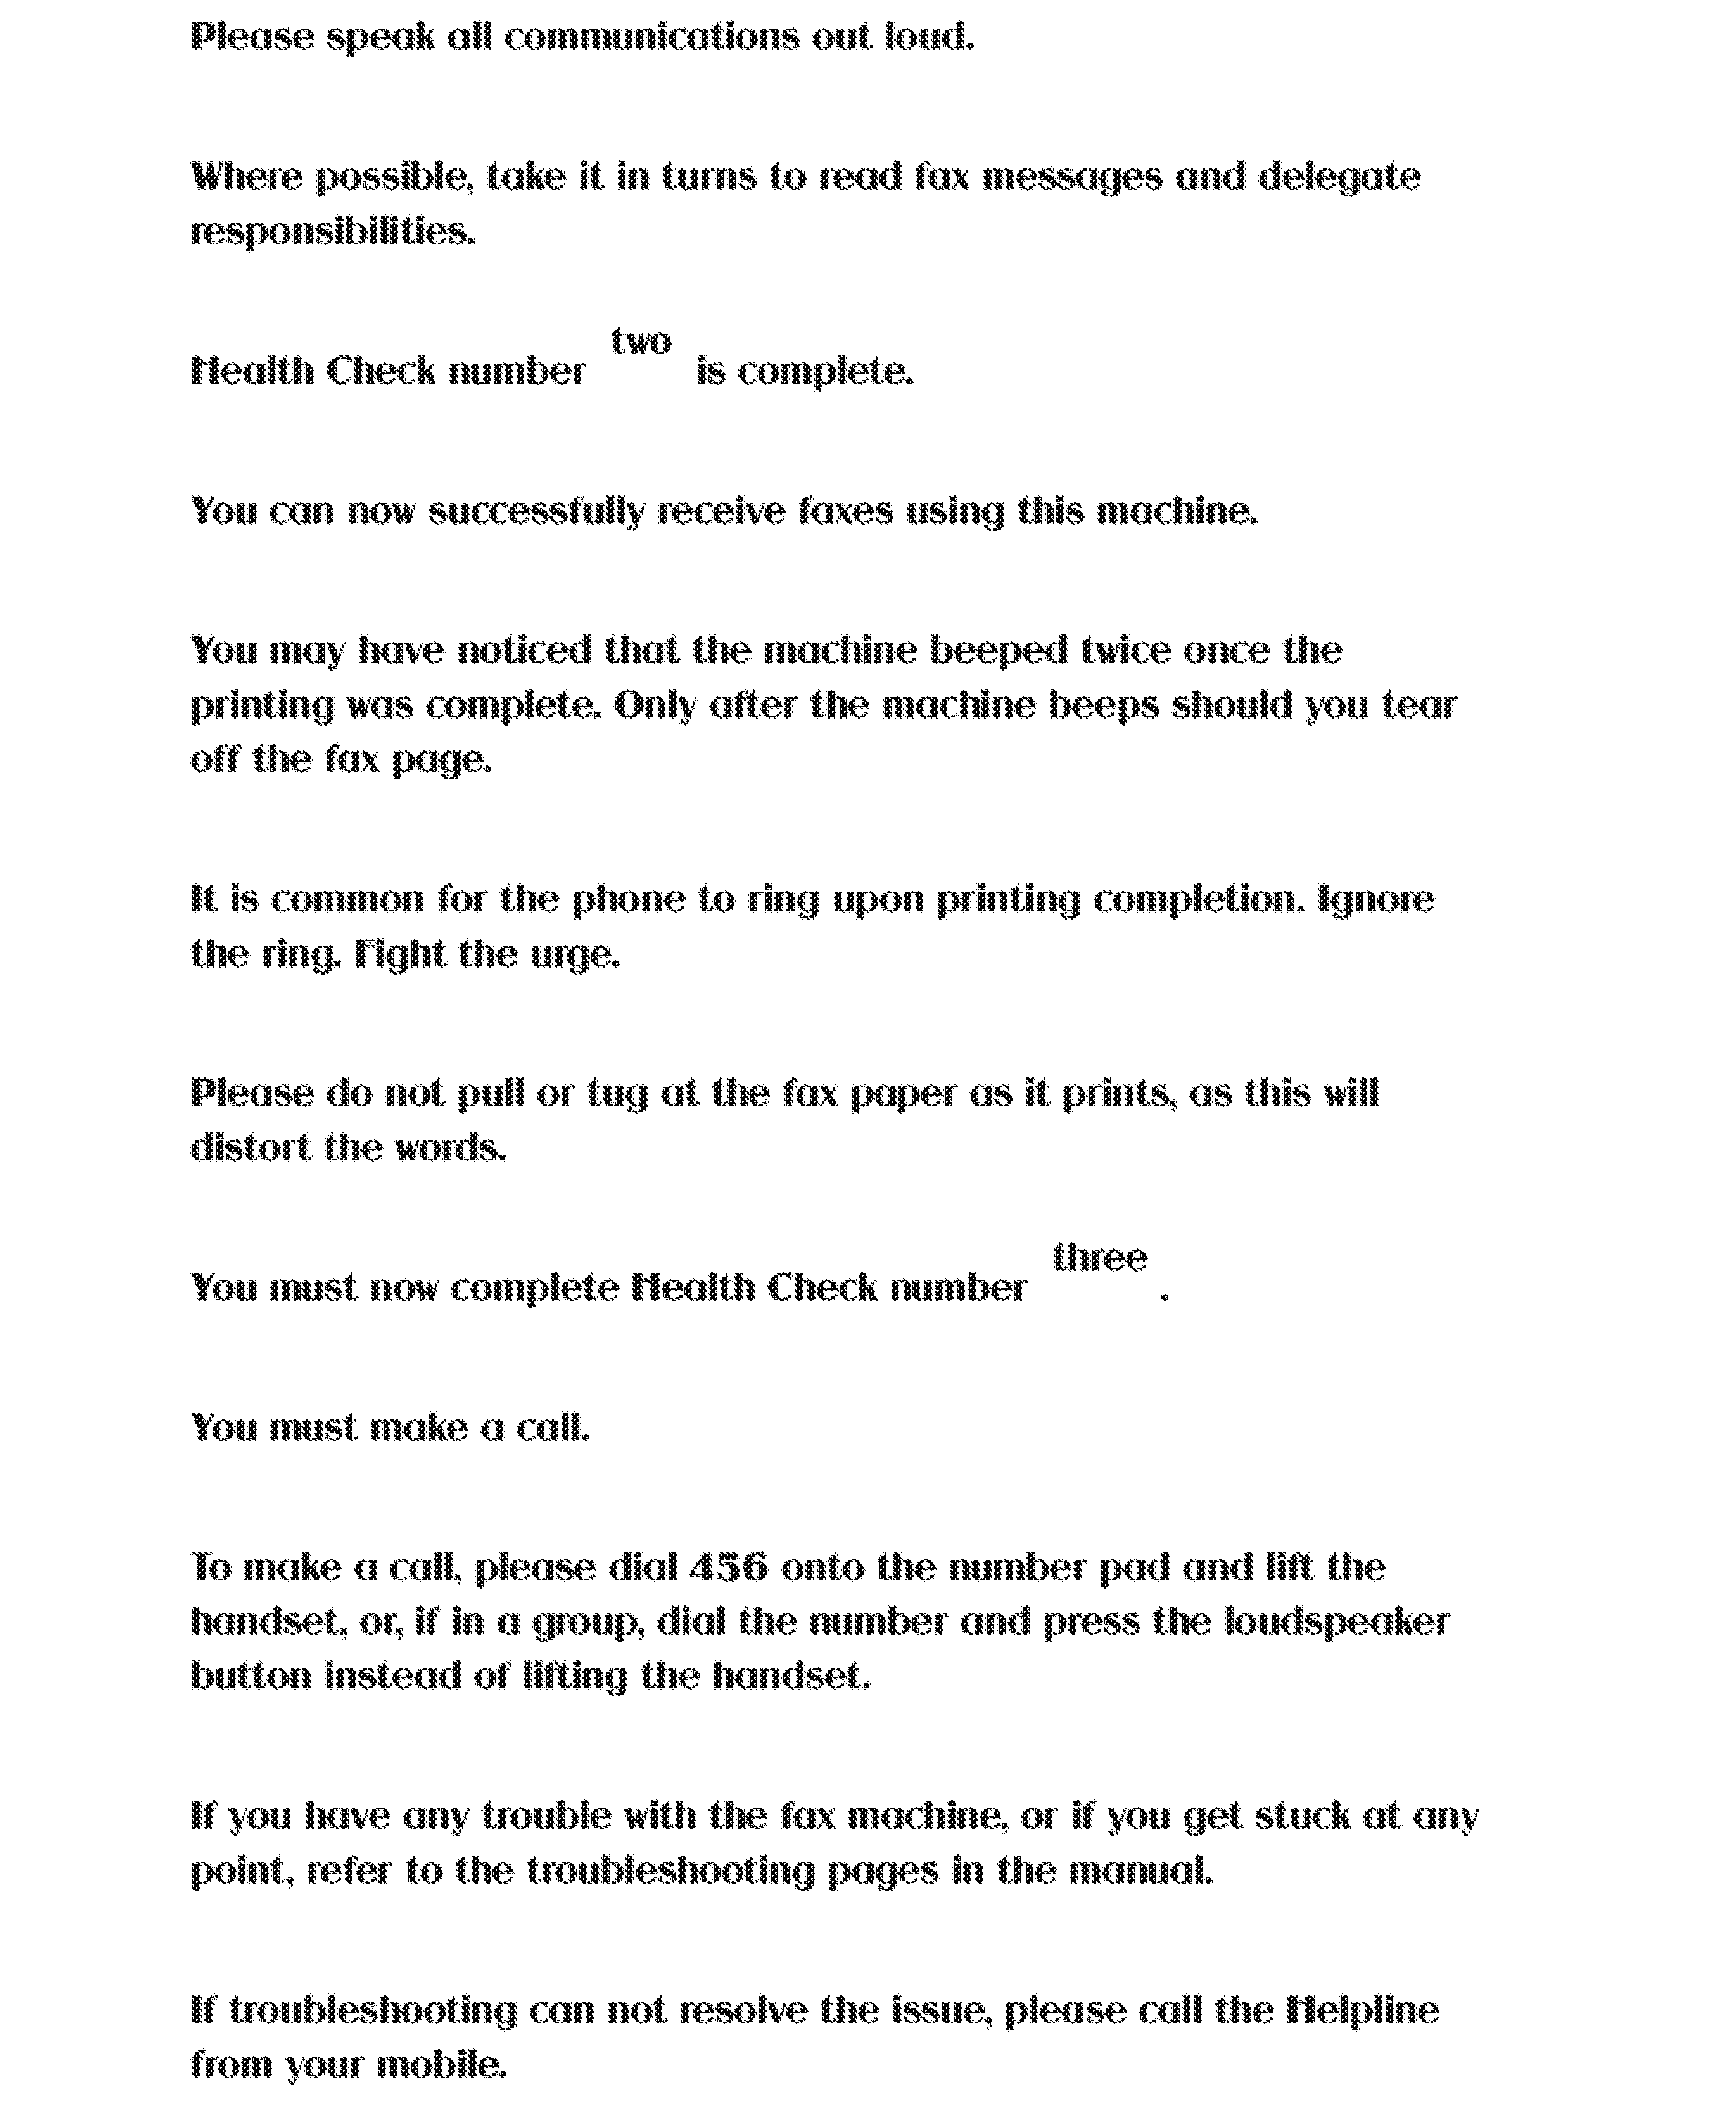 Please speak all communications out loud.
Where possible, take it in turns to read fax messages and delegate
responsibilities.
Health Check number two is complete.
You can now successfully receive faxes using this machine.
You may have noticed that the machine beeped twice once the
printing was complete. Only after the machine beeps should you tear
off the fax page.
It is common for the phone to ring upon printing completion. Ignore
the ring. Fight the urge.
Please do not pull or tug at the fax paper as it prints, as this will
distort the words.
You must now complete Health Check number three.
You must make a call.
To make a call, please dial 456 onto the number pad and lift the
handset, or, if in a group, dial the number and press the loudspeaker
button instead of lifting the handset.
If you have any trouble with the fax machine, or if you get stuck at any
point, refer to the troubleshooting pages in the manual.
If troubleshooting can not resolve the issue, please call the Helpline
from your mobile.